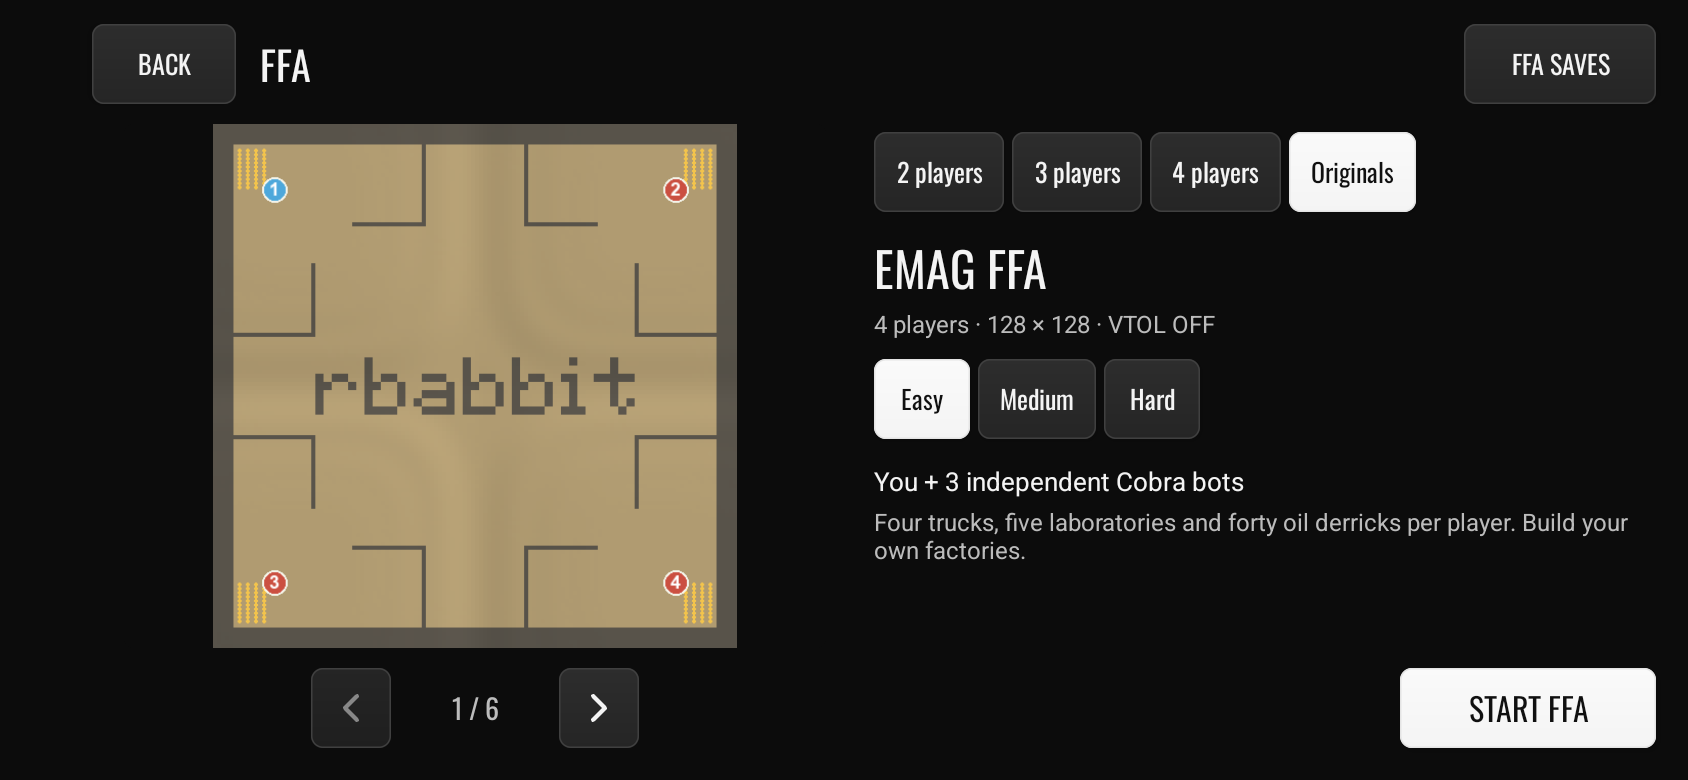 BACK
FFA
FFA SAVES
1
2
rbabbit
3
4
1 / 6
2 players
3 players
4 players
Originals
EMAG FFA
4 players · 128 × 128 · VTOL OFF
Easy
Medium
Hard
You + 3 independent Cobra bots
Four trucks, five laboratories and forty oil derricks per player. Build your
own factories.
START FFA